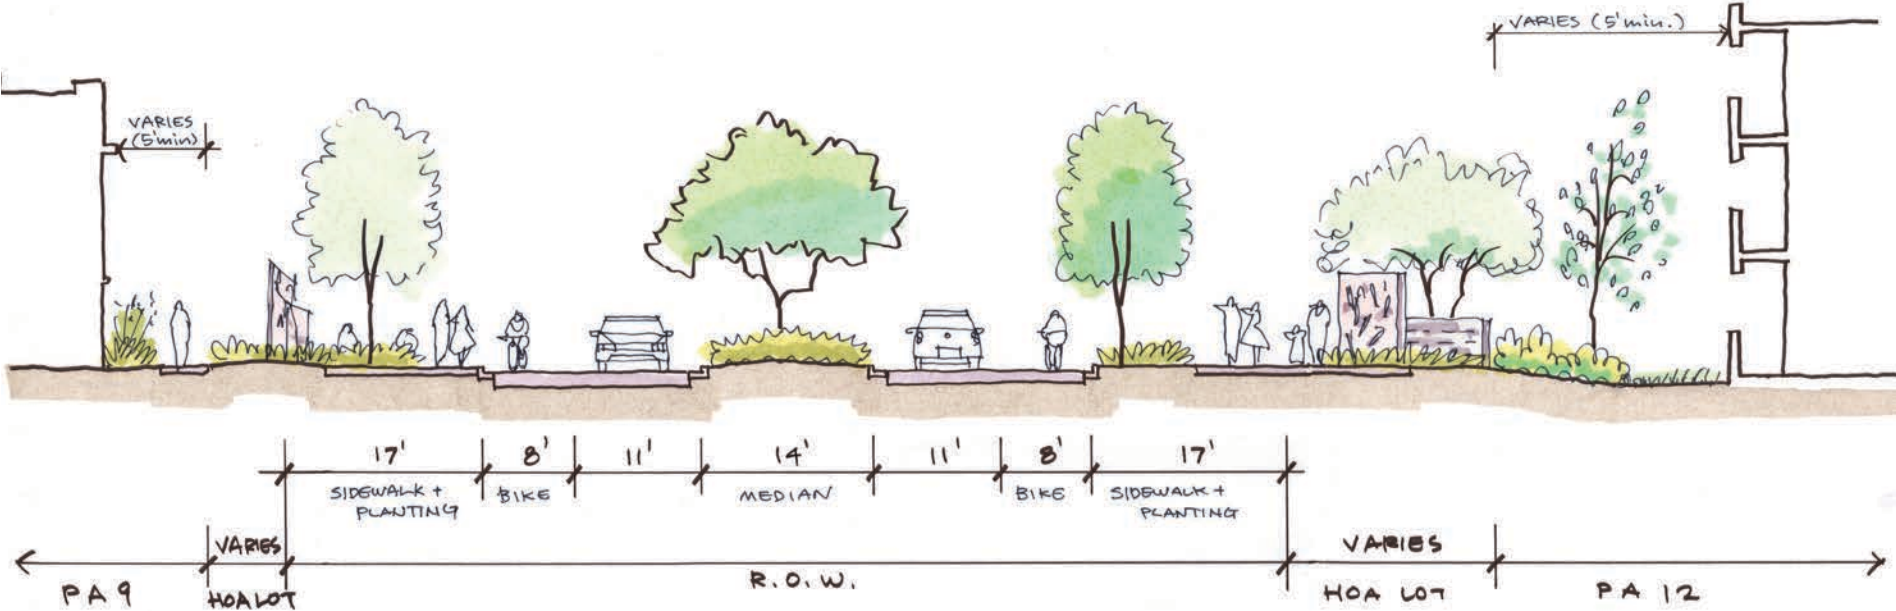 VARIES (5'min.)
VARIES
(5'min)
17'
8'
11'
14'
11'
8'
17'
SIDEWALK +
PLANTING
BIKE
MEDIAN
BIKE
SIDEWALK +
PLANTING
VARIES
VARIES
R.O.W.
PA 9
HOA LOT
HOA LOT
PA 12